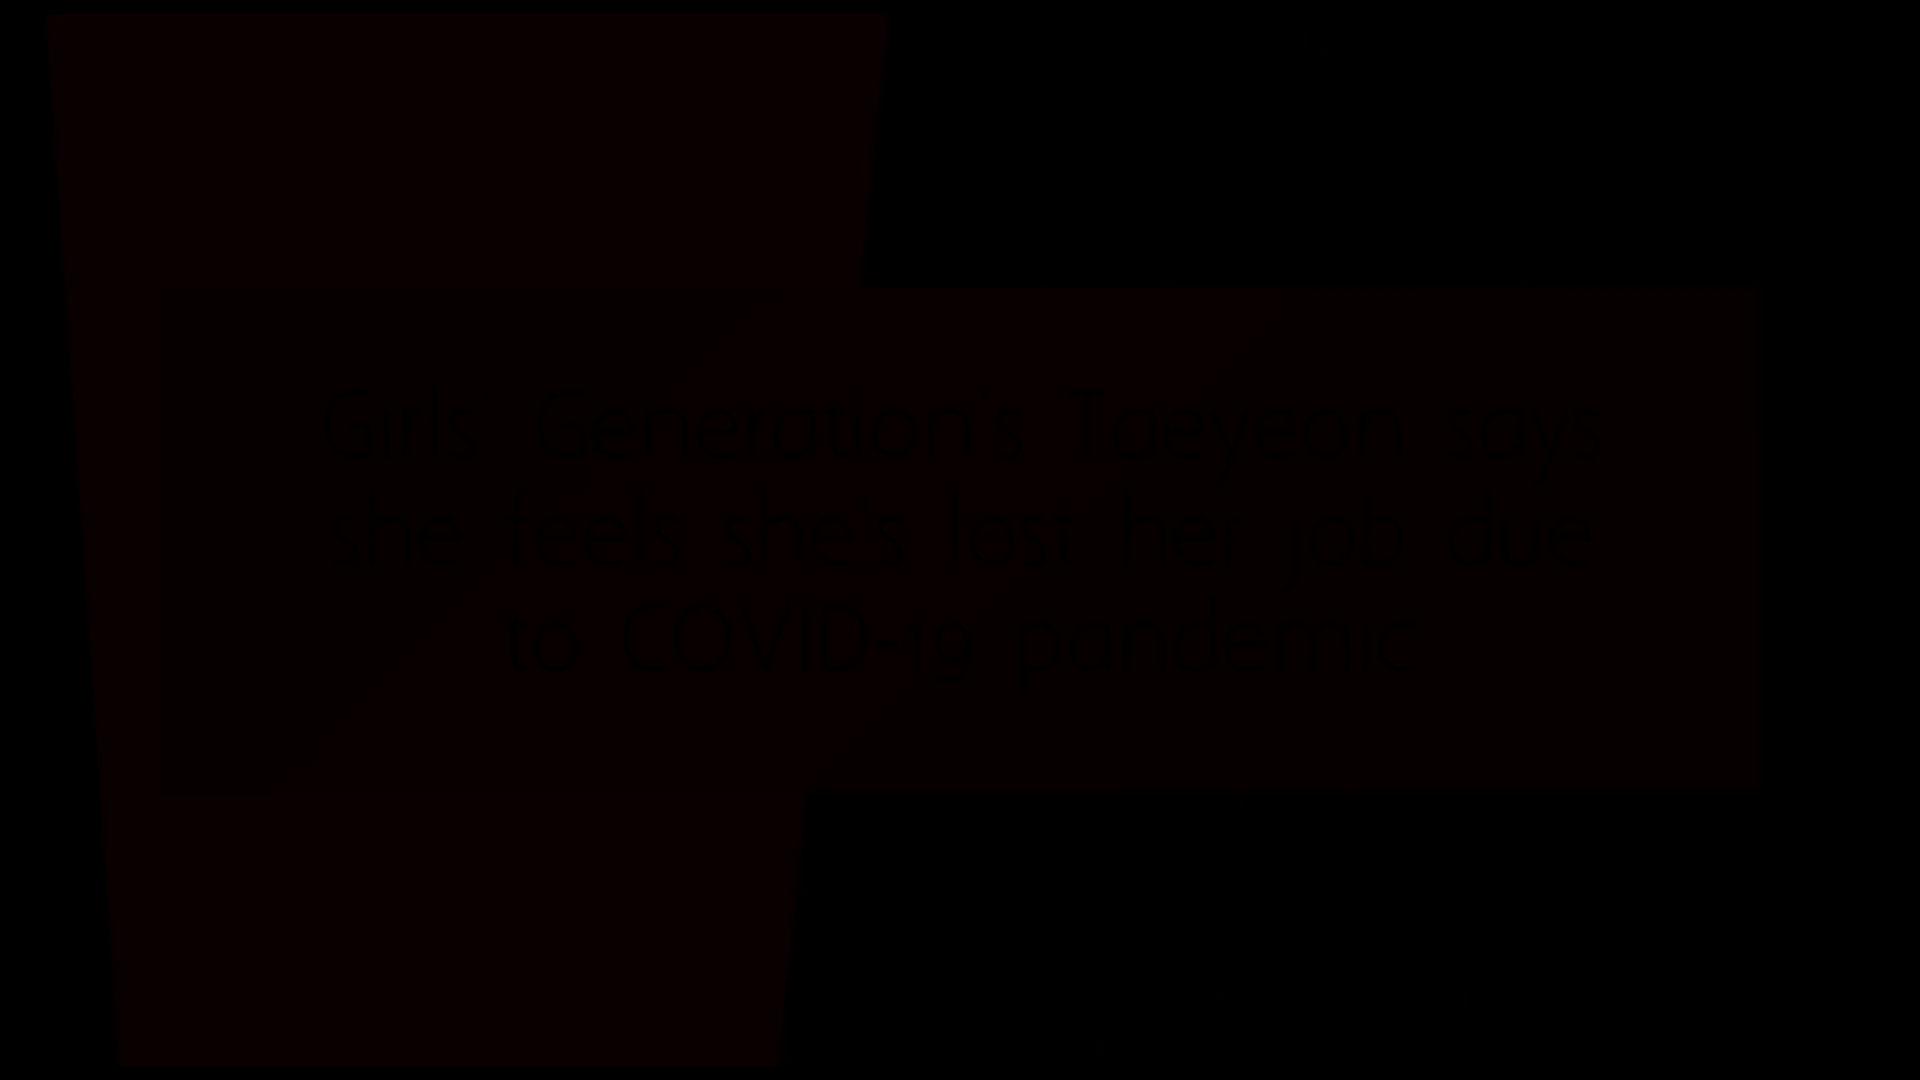 Girls' Generation's Taeyeon says
she feels she's lost her job due
to COVID-19 pandemic